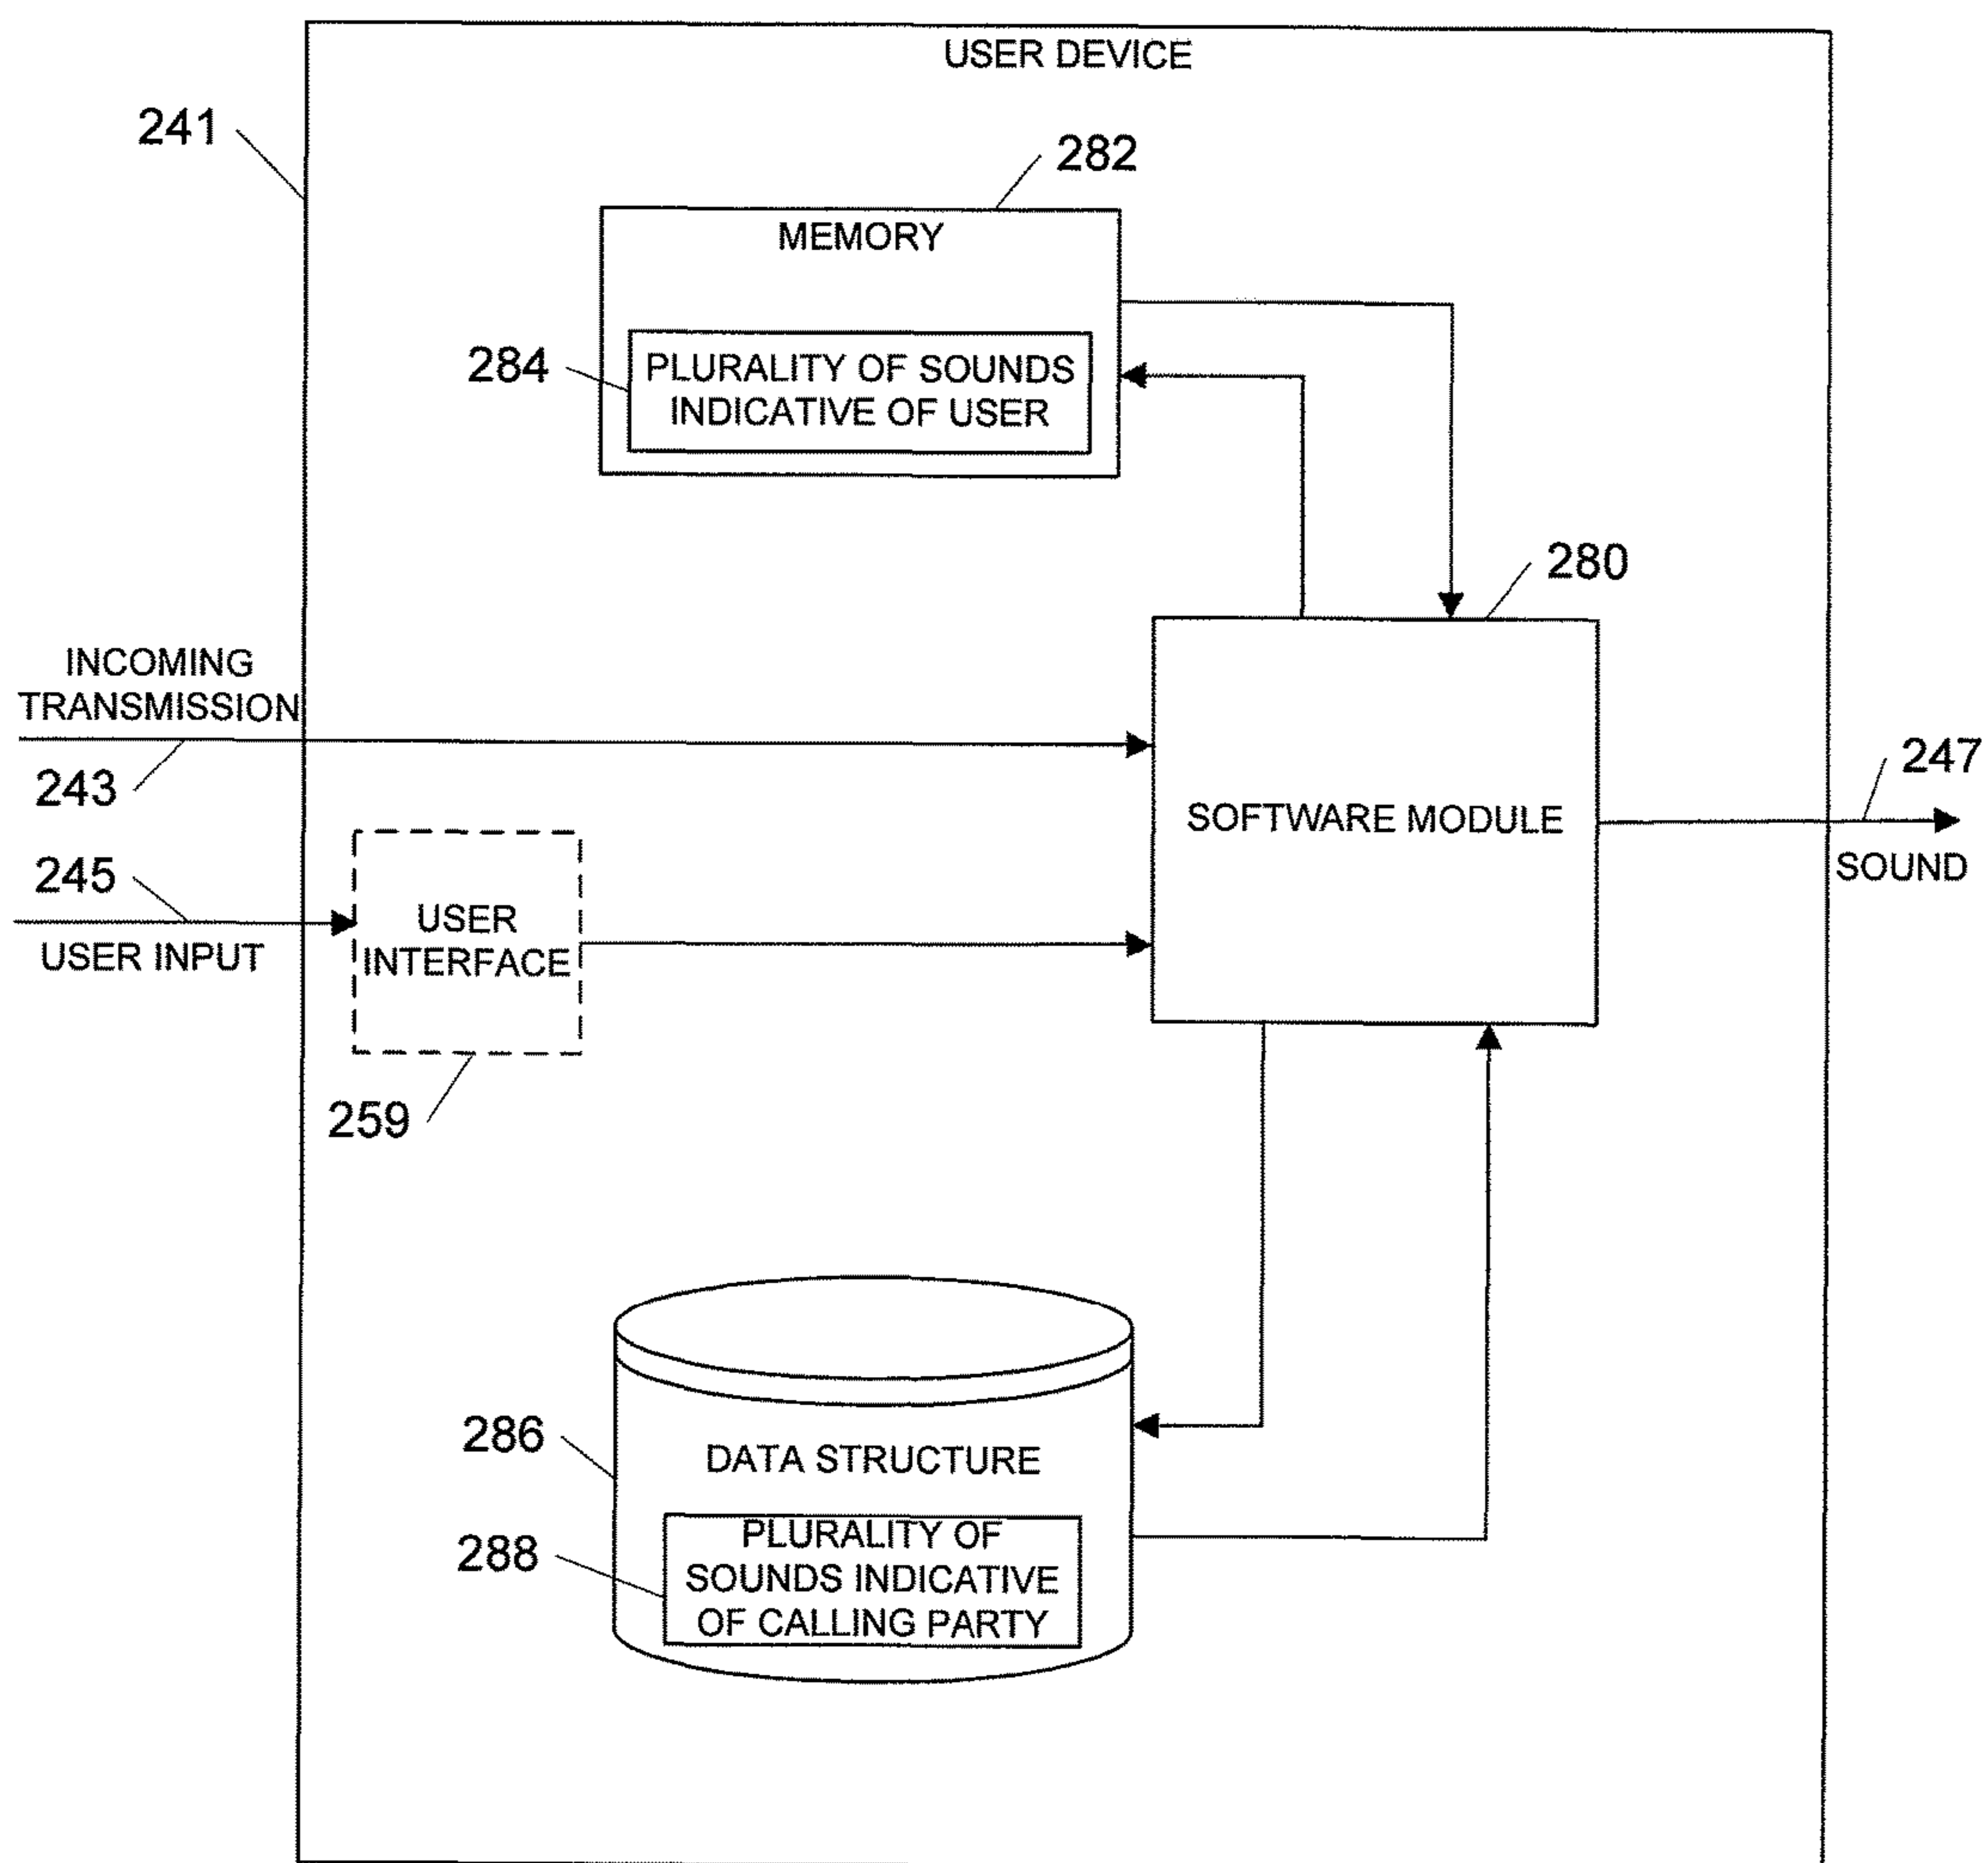 USER DEVICE
241
282
MEMORY
284
PLURALITY OF SOUNDS
INDICATIVE OF USER
280
INCOMING
TRANSMISSION
243
247
SOFTWARE MODULE
SOUND
245
USER INPUT
USER
INTERFACE
259
286
DATA STRUCTURE
288
PLURALITY OF
SOUNDS INDICATIVE
OF CALLING PARTY